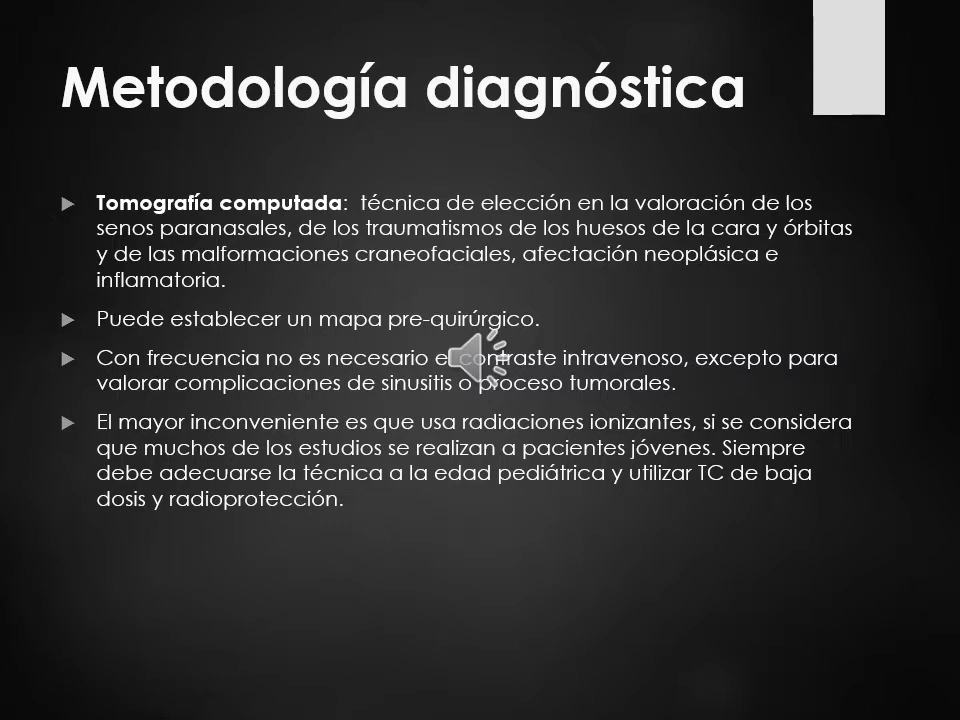 Metodología diagnóstica
Tomografía computada:  técnica de elección en la valoración de los
senos paranasales, de los traumatismos de los huesos de la cara y órbitas
y de las malformaciones craneofaciales, afectación neoplásica e
inflamatoria.
Puede establecer un mapa pre-quirúrgico.
Con frecuencia no es necesario el contraste intravenoso, excepto para
valorar complicaciones de sinusitis o proceso tumorales.
El mayor inconveniente es que usa radiaciones ionizantes, si se considera
que muchos de los estudios se realizan a pacientes jóvenes. Siempre
debe adecuarse la técnica a la edad pediátrica y utilizar TC de baja
dosis y radioprotección.